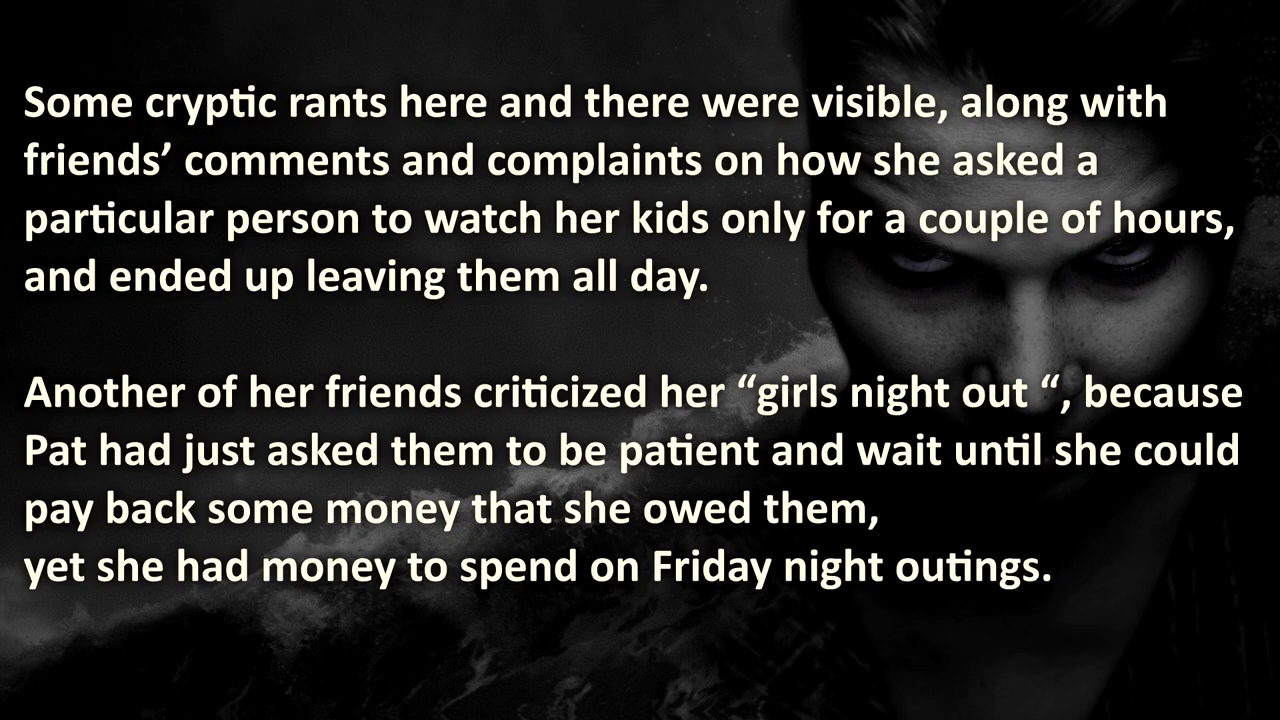 Some cryptic rants here and there were visible, along with
friends’ comments and complaints on how she asked a
particular person to watch her kids only for a couple of hours,
and ended up leaving them all day.
Another of her friends criticized her “girls night out “, because
Pat had just asked them to be patient and wait until she could
pay back some money that she owed them,
yet she had money to spend on Friday night outings.